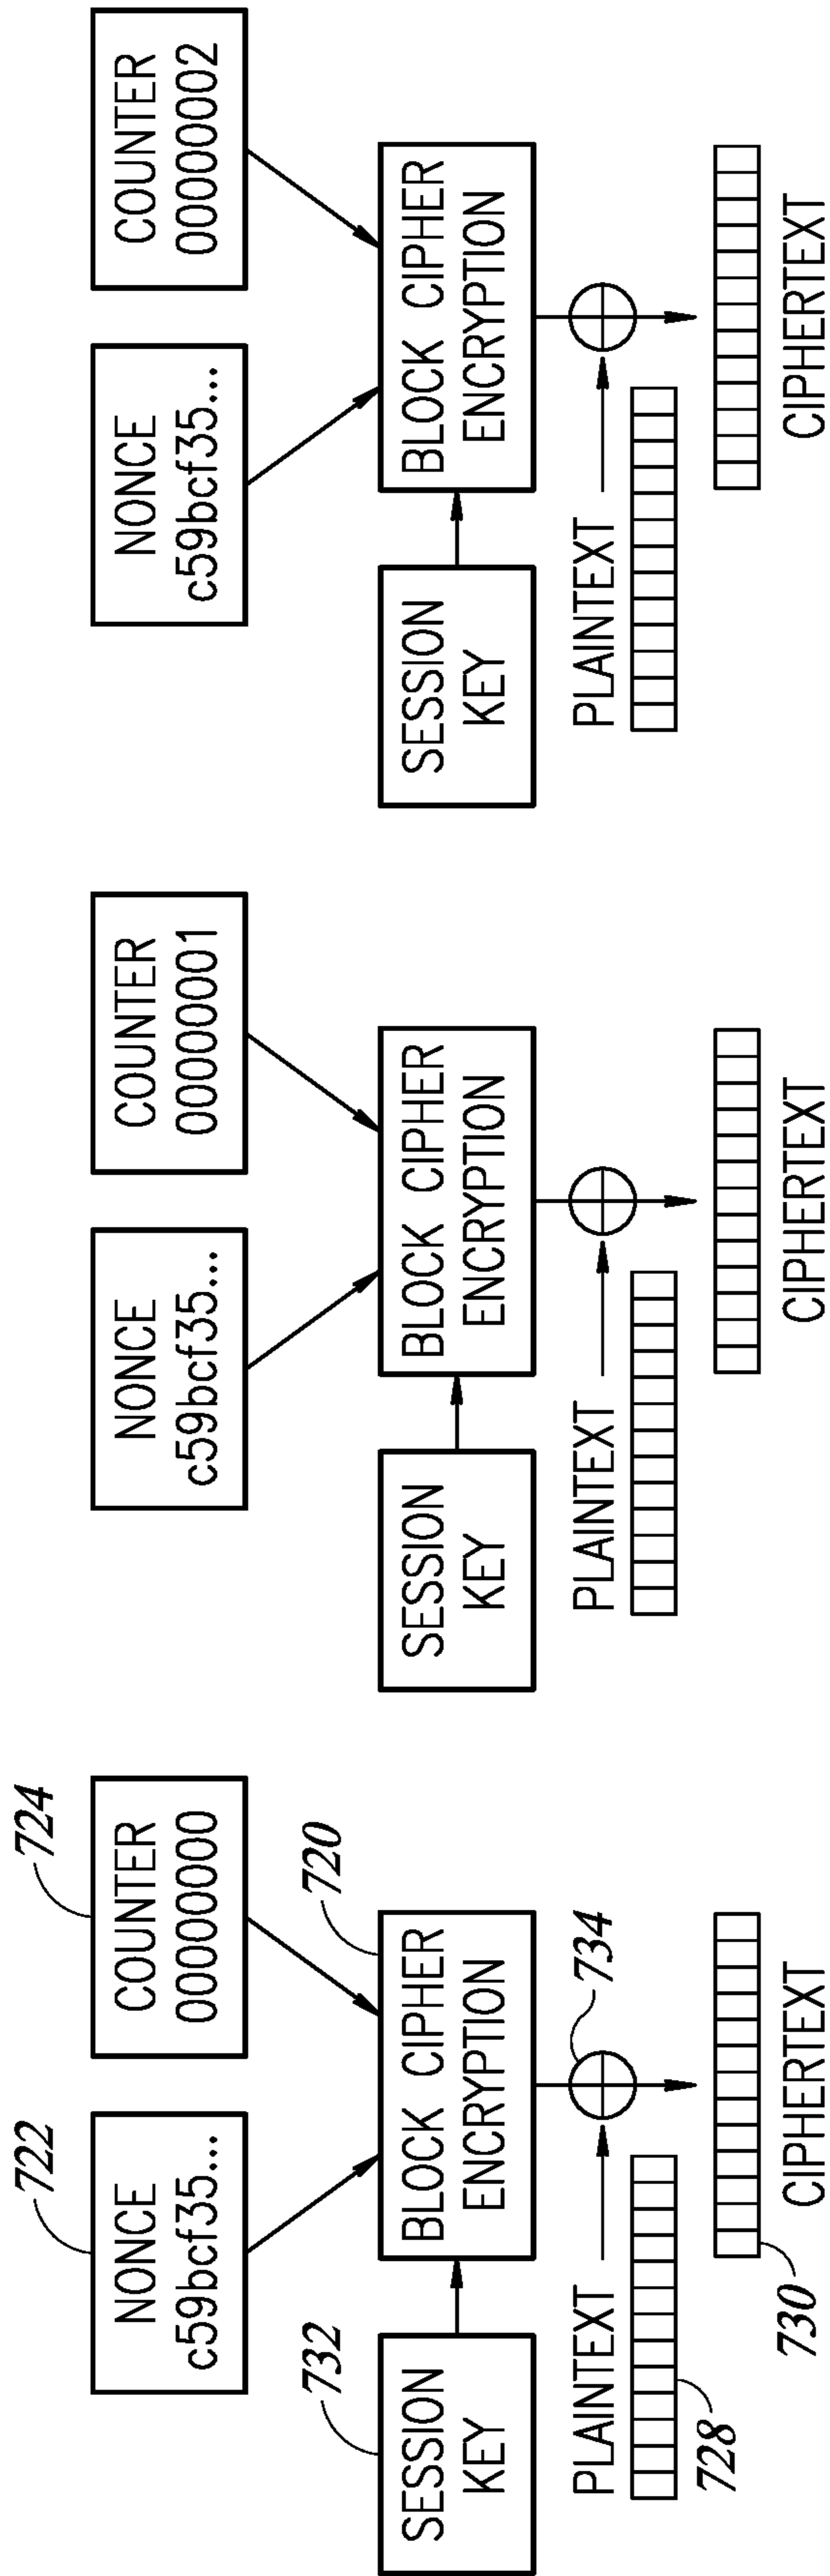 722
NONCE
c59bcf35...
724
COUNTER
00000000
732
SESSION
KEY
720
BLOCK CIPHER
ENCRYPTION
PLAINTEXT
734
728
730
CIPHERTEXT
NONCE
c59bcf35...
COUNTER
00000001
SESSION
KEY
BLOCK CIPHER
ENCRYPTION
PLAINTEXT
CIPHERTEXT
NONCE
c59bcf35...
COUNTER
00000002
SESSION
KEY
BLOCK CIPHER
ENCRYPTION
PLAINTEXT
CIPHERTEXT